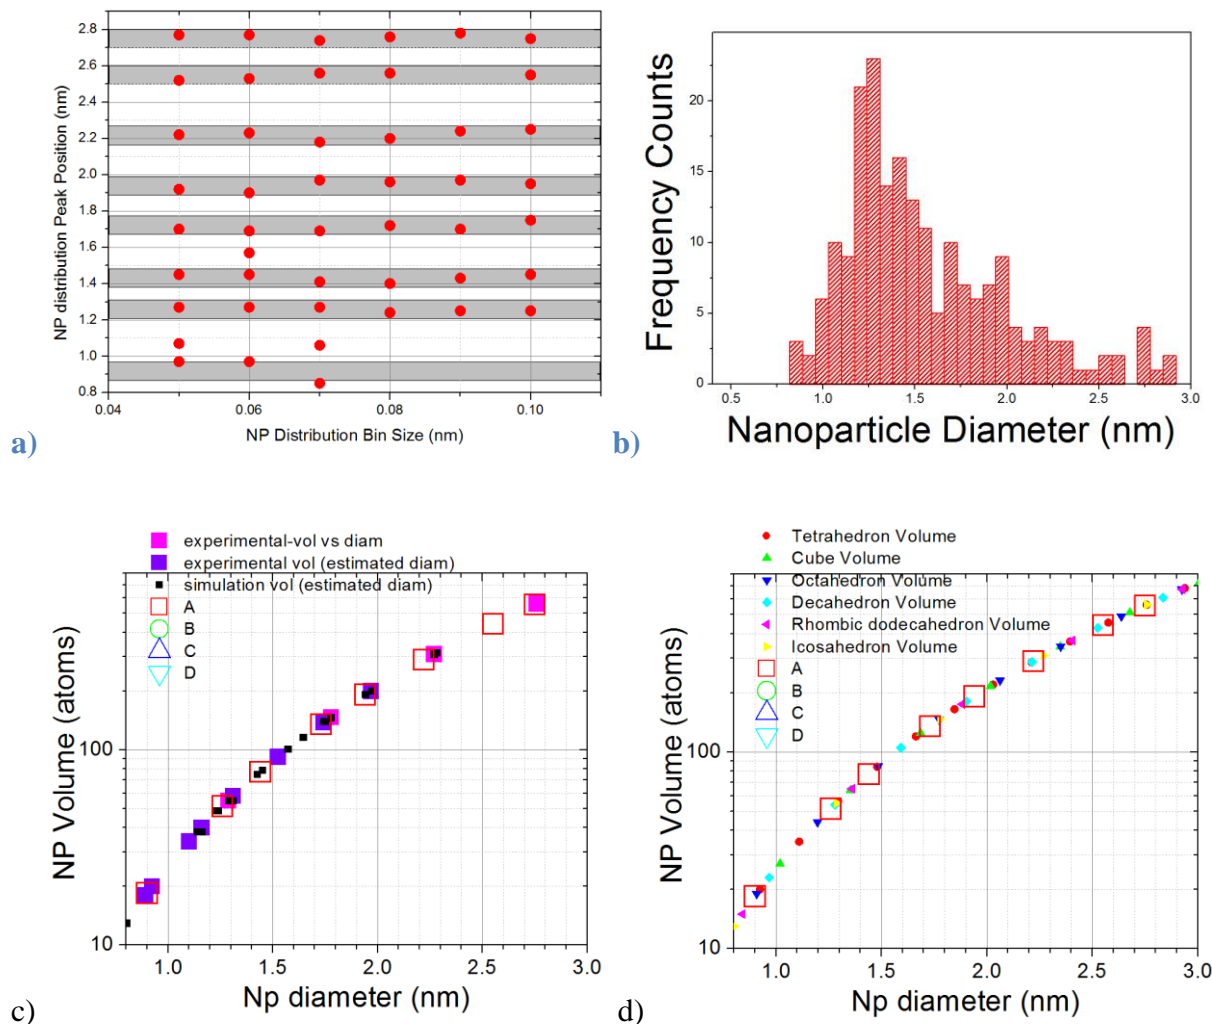 2.8
2.6
2.4
2.2
2.0
1.8
1.6
1.4
1.2
1.0
0.8
NP distribution Peak Position (nm)
0.04
0.06
0.08
0.10
NP Distribution Bin Size (nm)
a)
20
15
10
5
0
Frequency Counts
0.5
1.0
1.5
2.0
2.5
3.0
Nanoparticle Diameter (nm)
b)
experimental-vol vs diam
experimental vol (estimated diam)
simulation vol (estimated diam)
A
B
C
D
100
10
NP Volume (atoms)
1.0
1.5
2.0
2.5
3.0
Np diameter (nm)
c)
Tetrahedron Volume
Cube Volume
Octahedron Volume
Decahedron Volume
Rhombic dodecahedron Volume
Icosahedron Volume
A
B
C
D
100
10
NP Volume (atoms)
1.0
1.5
2.0
2.5
3.0
Np diameter (nm)
d)